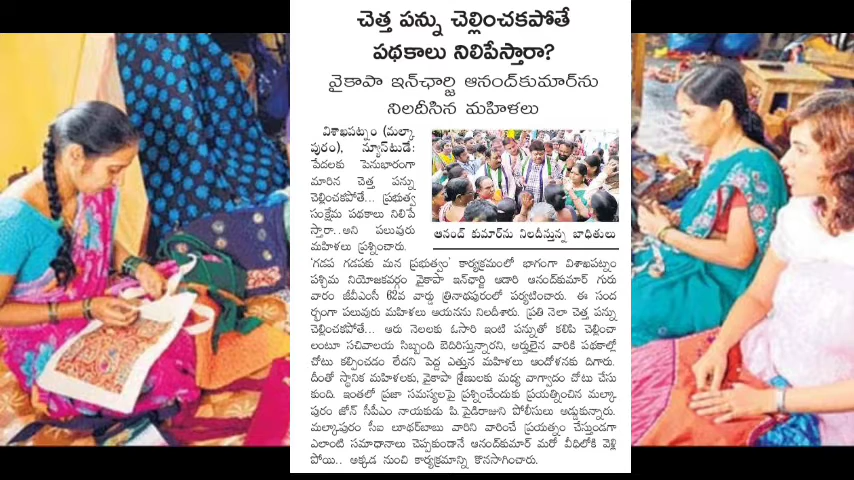 చెత్త పన్ను చెల్లించకపోతే
పథకాలు నిలిపేస్తారా?
వైకాపా ఇన్‌ఛార్జి ఆనంద్‌కుమార్‌ను
నిలదీసిన మహిళలు
విశాఖపట్నం (మల్కా
పురం), న్యూస్‌టుడే:
పేదలకు పెనుభారంగా
మారిన చెత్త పన్ను
చెల్లించకపోతే... ప్రభుత్వ
సంక్షేమ పథకాలు నిలిపే
స్తారా..అని పలువురు
మహిళలు ప్రశ్నించారు.
ఆనంద్ కుమార్‌ను నిలదీస్తున్న బాధితులు
'గడప గడపకు మన ప్రభుత్వం' కార్యక్రమంలో భాగంగా విశాఖపట్నం
పశ్చిమ నియోజకవర్గం వైకాపా ఇన్‌ఛార్జి ఆడారి ఆనంద్‌కుమార్ గురు
వారం జీవీఎంసీ 62వ వార్డు త్రినాథపురంలో పర్యటించారు. ఈ సంద
ర్భంగా పలువురు మహిళలు ఆయనను నిలదీశారు. ప్రతి నెలా చెత్త పన్ను
చెల్లించకపోతే... ఆరు నెలలకు ఓసారి ఇంటి పన్నుతో కలిపి చెల్లించా
లంటూ సచివాలయ సిబ్బంది బెదిరిస్తున్నారని, అర్హులైన వారికి పథకాల్లో
చోటు కల్పించడం లేదని పెద్ద ఎత్తున మహిళలు ఆందోళనకు దిగారు.
దీంతో స్థానిక మహిళలకు, వైకాపా శ్రేణులకు మధ్య వాగ్వాదం చోటు చేసు
కుంది. ఇంతలో ప్రజా సమస్యలపై ప్రశ్నించేందుకు ప్రయత్నించిన మల్కా
పురం జోన్ సీపీఎం నాయకుడు పి.పైడిరాజుని పోలీసులు అడ్డుకున్నారు.
మల్కాపురం సీఐ లూథర్‌బాబు వారిని వారించే ప్రయత్నం చేస్తుండగా
ఎలాంటి సమాధానాలు చెప్పకుండానే ఆనంద్‌కుమార్ మరో వీధిలోకి వెళ్లి
పోయి.. అక్కడ నుంచి కార్యక్రమాన్ని కొనసాగించారు.